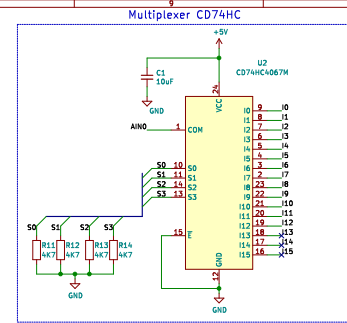 9
Multiplexer CD74HC
+5V
C1
10uF
GND
U2
CD74HC4067M
24
VCC
AIN0
1
COM
I0 9 I0
I1 8 I1
I2 7 I2
I3 6 I3
I4 5 I4
I5 4 I5
I6 3 I6
I7 2 I7
I8 23 I8
I9 22 I9
I10 21 I10
I11 20 I11
I12 19 I12
I13 18 I13
I14 17 I14
I15 16 I15
S0 10 S0
S1 11 S1
S2 14 S2
S3 13 S3
15 E
GND
12
GND
S0 S1 S2 S3
R11 R12 R13 R14
4K7 4K7 4K7 4K7
GND